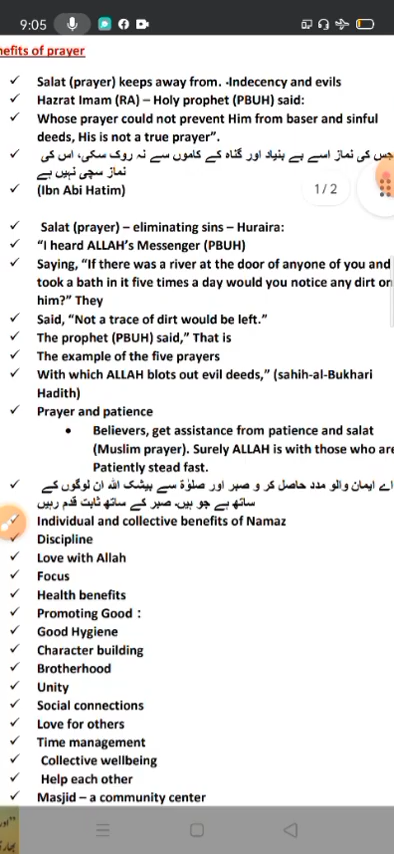 9:05
nefits of prayer
✓ Salat (prayer) keeps away from. -Indecency and evils
✓ Hazrat Imam (RA) – Holy prophet (PBUH) said:
✓ Whose prayer could not prevent Him from baser and sinful
deeds, His is not a true prayer”.
✓ جس کی نماز اسے بے بنیاد اور گناہ کے کاموں سے نہ روک سکی، اس کی
نماز سچی نہیں ہے
✓ (Ibn Abi Hatim)
1/2
✓ Salat (prayer) – eliminating sins – Huraira:
✓ “I heard ALLAH’s Messenger (PBUH)
✓ Saying, “If there was a river at the door of anyone of you and
took a bath in it five times a day would you notice any dirt on
him?” They
✓ Said, “Not a trace of dirt would be left.”
✓ The prophet (PBUH) said,” That is
✓ The example of the five prayers
✓ With which ALLAH blots out evil deeds,” (sahih-al-Bukhari
Hadith)
✓ Prayer and patience
• Believers, get assistance from patience and salat
(Muslim prayer). Surely ALLAH is with those who are
Patiently stead fast.
✓ اے ایمان والو مدد حاصل کر و صبر اور صلوٰۃ سے بیشک اللہ ان لوگوں کے
ساتھ ہے جو ہیں۔ صبر کے ساتھ ثابت قدم رہیں
✓ Individual and collective benefits of Namaz
✓ Discipline
✓ Love with Allah
✓ Focus
✓ Health benefits
✓ Promoting Good :
✓ Good Hygiene
✓ Character building
✓ Brotherhood
✓ Unity
✓ Social connections
✓ Love for others
✓ Time management
✓ Collective wellbeing
✓ Help each other
✓ Masjid – a community center